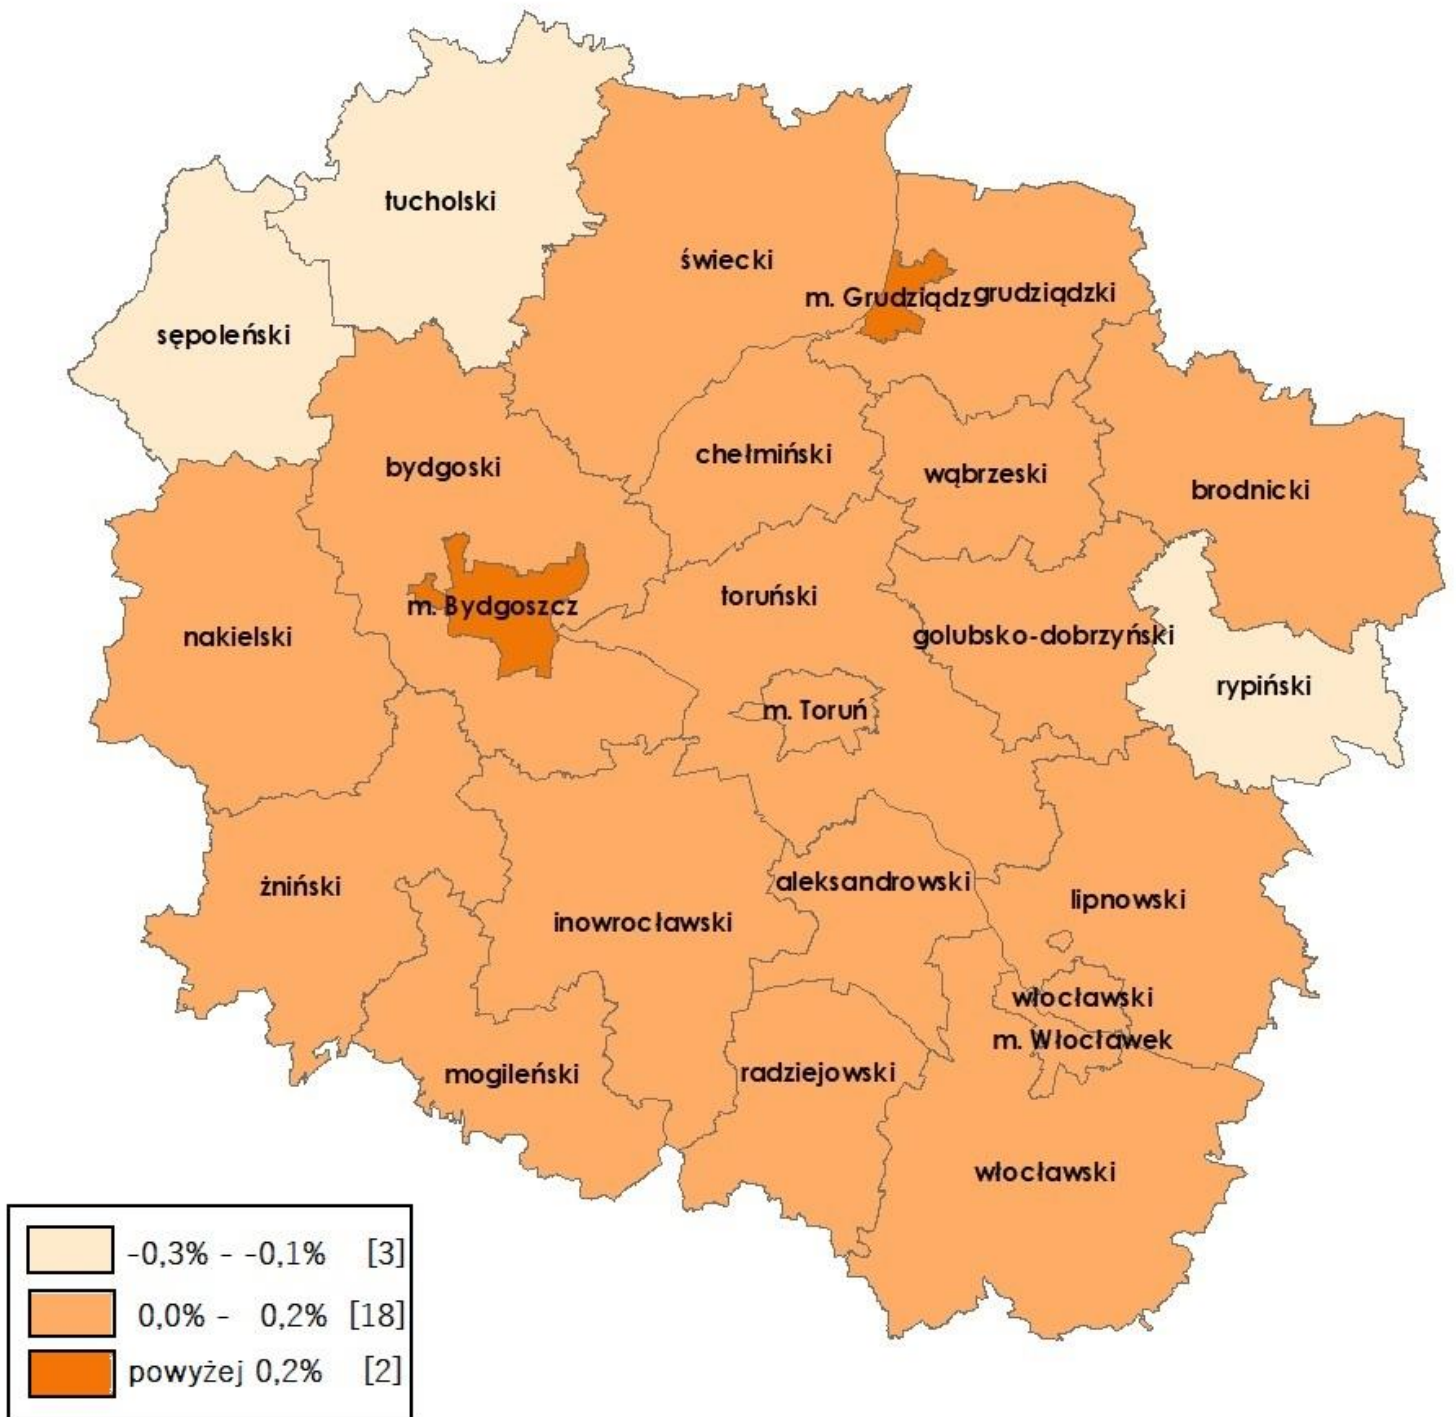 tucholski
świecki
m. Grudziądz
grudziądzki
sępoleński
chełmiński
bydgoski
wąbrzeski
brodnicki
toruński
m. Bydgoszcz
nakielski
golubsko-dobrzyński
rypiński
m. Toruń
żniński
aleksandrowski
lipnowski
inowrocławski
włocławski
m. Włocławek
mogileński
radziejowski
włocławski
-0,3% - -0,1% [3]
0,0% - 0,2% [18]
powyżej 0,2% [2]